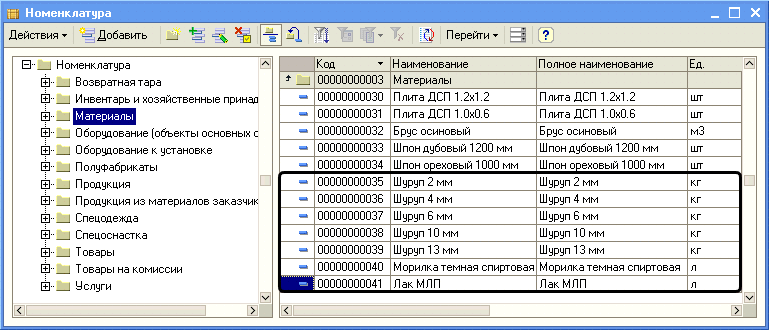 Номенклатура
Действия Добавить Перейти ?
Номенклатура
Возвратная тара
Инвентарь и хозяйственные принад
Материалы
Оборудование (объекты основных с
Оборудование к установке
Полуфабрикаты
Продукция
Продукция из материалов заказчик
Спецодежда
Спецоснастка
Товары
Товары на комиссии
Услуги
Код Наименование Полное наименование Ед.
00000000003 Материалы
00000000030 Плита ДСП 1.2x1.2 Плита ДСП 1.2x1.2 шт
00000000031 Плита ДСП 1.0x0.6 Плита ДСП 1.0x0.6 шт
00000000032 Брус осиновый Брус осиновый м3
00000000033 Шпон дубовый 1200 мм Шпон дубовый 1200 мм шт
00000000034 Шпон ореховый 1000 мм Шпон ореховый 1000 мм шт
00000000035 Шуруп 2 мм Шуруп 2 мм кг
00000000036 Шуруп 4 мм Шуруп 4 мм кг
00000000037 Шуруп 6 мм Шуруп 6 мм кг
00000000038 Шуруп 10 мм Шуруп 10 мм кг
00000000039 Шуруп 13 мм Шуруп 13 мм кг
00000000040 Морилка темная спиртовая Морилка темная спиртовая л
00000000041 Лак МЛП Лак МЛП л